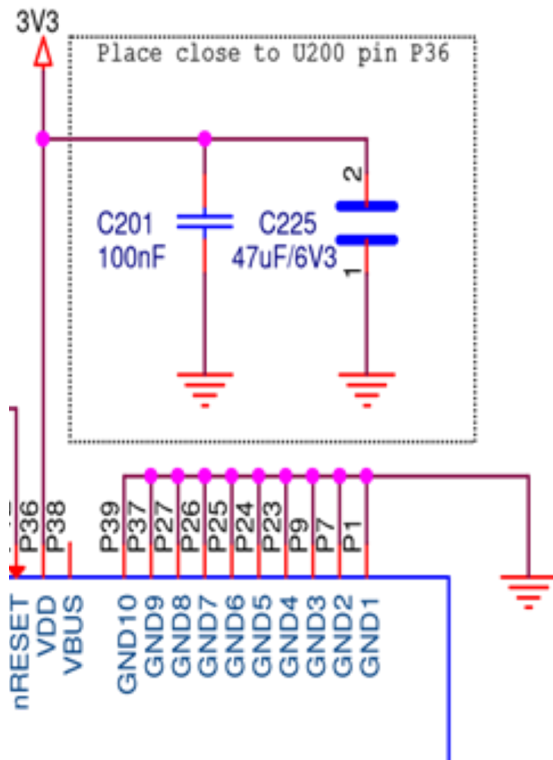 3V3
Place close to U200 pin P36
2
C201
100nF
C225
47uF/6V3
1
P36
P38
P39
P37
P27
P26
P25
P24
P23
P9
P7
P1
nRESET
VDD
VBUS
GND10
GND9
GND8
GND7
GND6
GND5
GND4
GND3
GND2
GND1